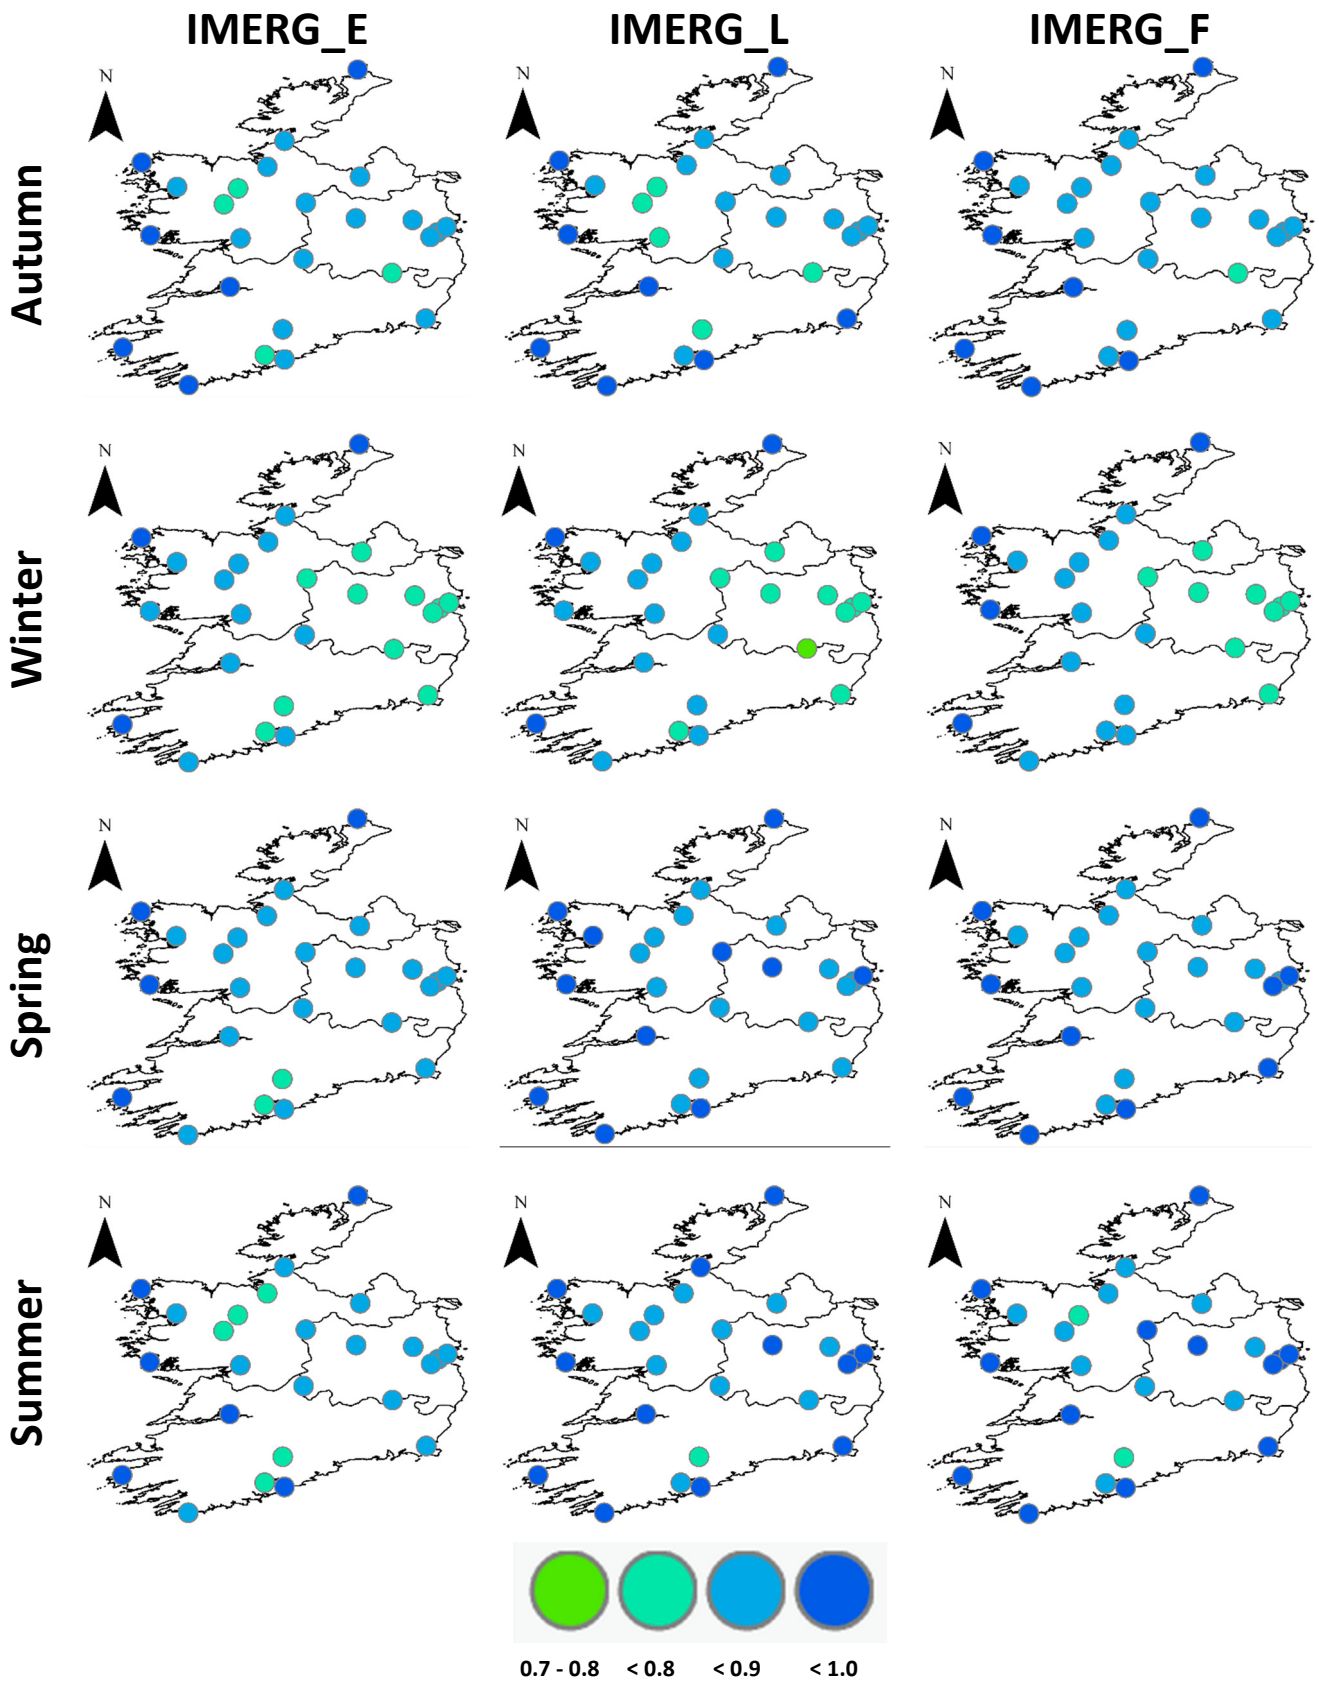 IMERG_E IMERG_L IMERG_F
N N N
Autumn
N N N
Winter
N N N
Spring
N N N
Summer
0.7 - 0.8 < 0.8 < 0.9 < 1.0